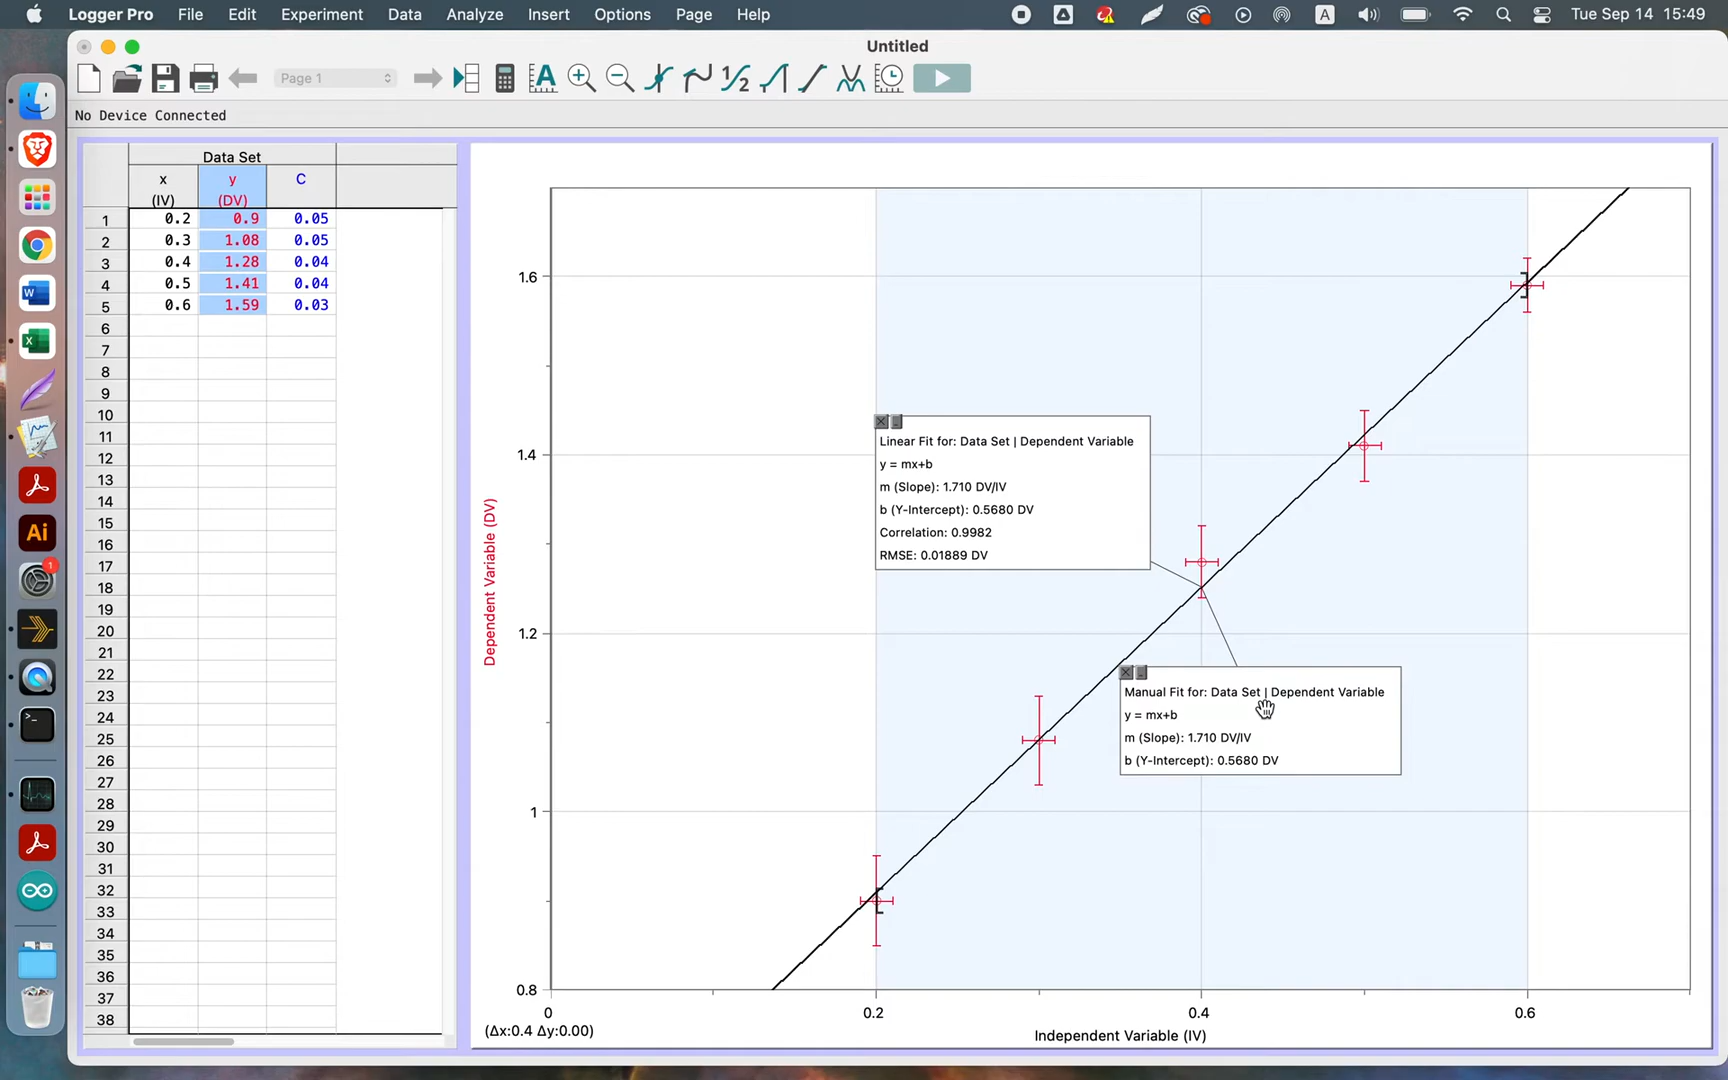 Logger Pro File Edit Experiment Data Analyze Insert Options Page Help A Tue Sep 14 15:49
Untitled
Page 1
No Device Connected
Data Set
x y C
(IV) (DV)
1 0.2 0.9 0.05
2 0.3 1.08 0.05
3 0.4 1.28 0.04
4 0.5 1.41 0.04
5 0.6 1.59 0.03
6
7
8
9
10
11
12
13
14
15
16
17
18
19
20
21
22
23
24
25
26
27
28
29
30
31
32
33
34
35
36
37
38
Dependent Variable (DV)
1.6
1.4
1.2
1
0.8
Linear Fit for: Data Set | Dependent Variable
y = mx+b
m (Slope): 1.710 DV/IV
b (Y-Intercept): 0.5680 DV
Correlation: 0.9982
RMSE: 0.01889 DV
Manual Fit for: Data Set | Dependent Variable
y = mx+b
m (Slope): 1.710 DV/IV
b (Y-Intercept): 0.5680 DV
0 0.2 0.4 0.6
(Δx:0.4 Δy:0.00)
Independent Variable (IV)
W
X
Ai
1